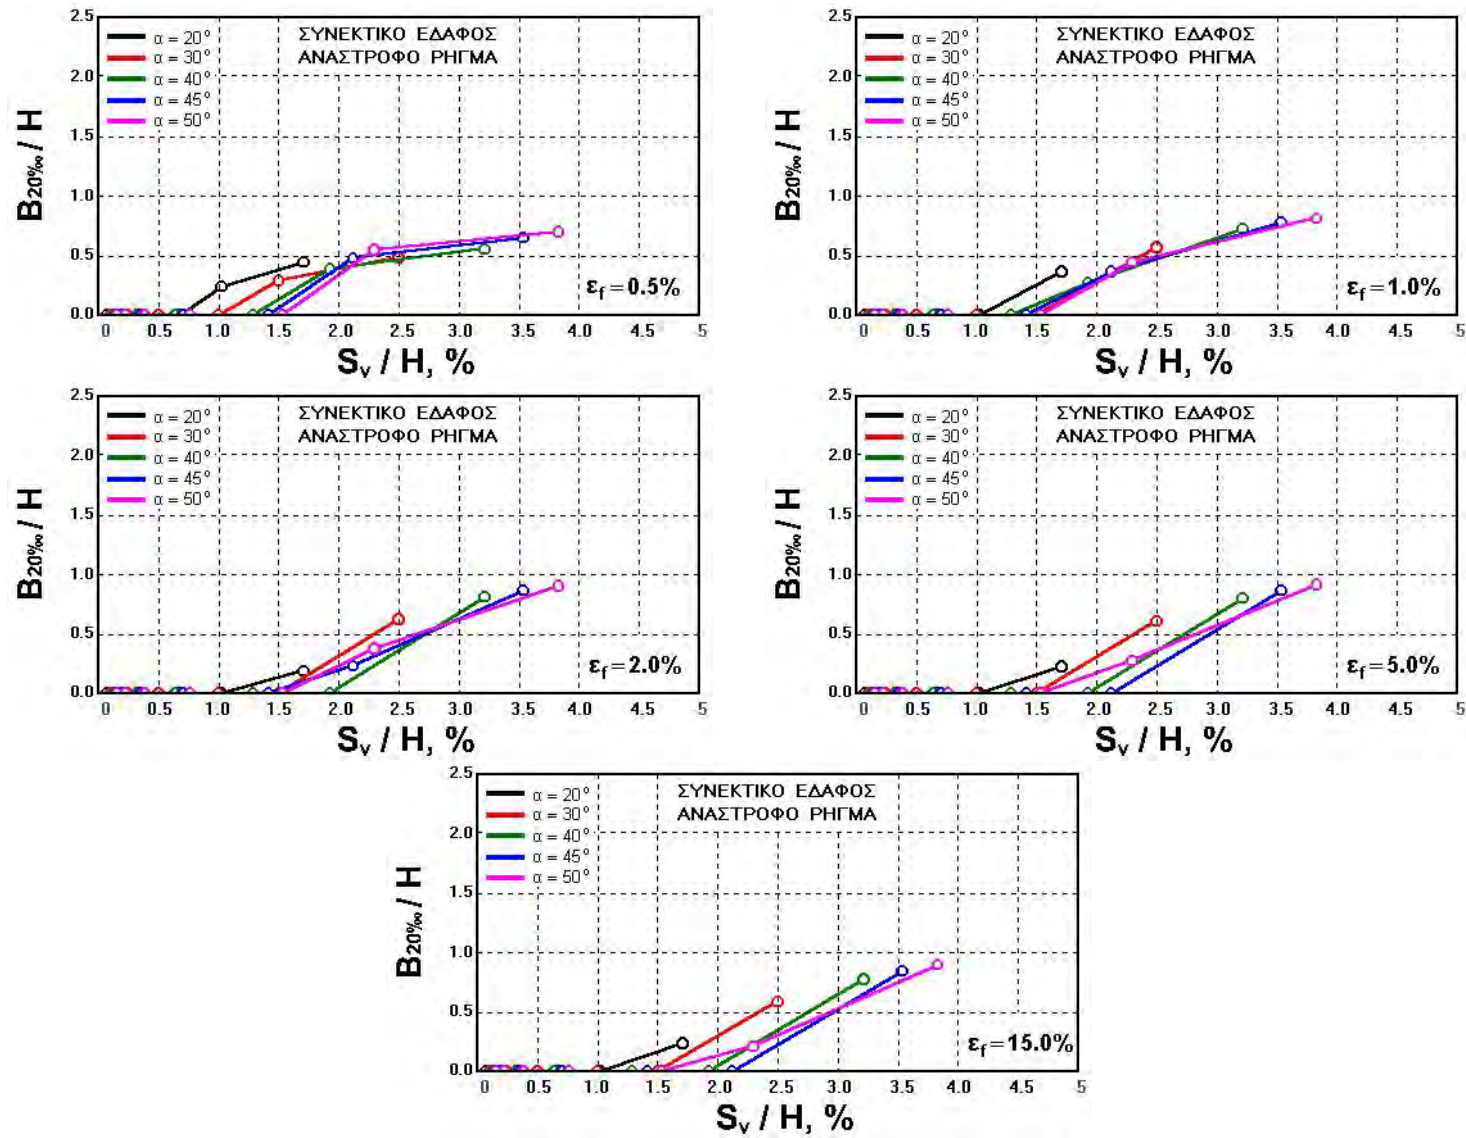 2.5
2.0
1.5
1.0
0.5
0.0
B20‰ / H
α = 20°
α = 30°
α = 40°
α = 45°
α = 50°
ΣΥΝΕΚΤΙΚΟ ΕΔΑΦΟΣ
ΑΝΑΣΤΡΟΦΟ ΡΗΓΜΑ
εf = 0.5%
0 0.5 1.0 1.5 2.0 2.5 3.0 3.5 4.0 4.5 5
Sv / H, %
2.5
2.0
1.5
1.0
0.5
0.0
B20‰ / H
α = 20°
α = 30°
α = 40°
α = 45°
α = 50°
ΣΥΝΕΚΤΙΚΟ ΕΔΑΦΟΣ
ΑΝΑΣΤΡΟΦΟ ΡΗΓΜΑ
εf = 1.0%
0 0.5 1.0 1.5 2.0 2.5 3.0 3.5 4.0 4.5 5
Sv / H, %
2.5
2.0
1.5
1.0
0.5
0.0
B20‰ / H
α = 20°
α = 30°
α = 40°
α = 45°
α = 50°
ΣΥΝΕΚΤΙΚΟ ΕΔΑΦΟΣ
ΑΝΑΣΤΡΟΦΟ ΡΗΓΜΑ
εf = 2.0%
0 0.5 1.0 1.5 2.0 2.5 3.0 3.5 4.0 4.5 5
Sv / H, %
2.5
2.0
1.5
1.0
0.5
0.0
B20‰ / H
α = 20°
α = 30°
α = 40°
α = 45°
α = 50°
ΣΥΝΕΚΤΙΚΟ ΕΔΑΦΟΣ
ΑΝΑΣΤΡΟΦΟ ΡΗΓΜΑ
εf = 5.0%
0 0.5 1.0 1.5 2.0 2.5 3.0 3.5 4.0 4.5 5
Sv / H, %
2.5
2.0
1.5
1.0
0.5
0.0
B20‰ / H
α = 20°
α = 30°
α = 40°
α = 45°
α = 50°
ΣΥΝΕΚΤΙΚΟ ΕΔΑΦΟΣ
ΑΝΑΣΤΡΟΦΟ ΡΗΓΜΑ
εf = 15.0%
0 0.5 1.0 1.5 2.0 2.5 3.0 3.5 4.0 4.5 5
Sv / H, %